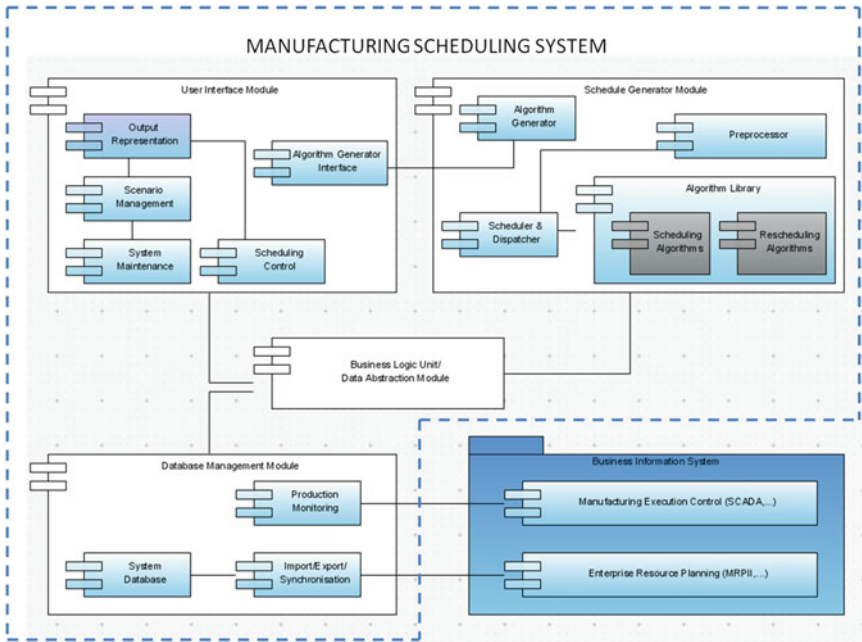 MANUFACTURING SCHEDULING SYSTEM
User Interface Module
Output
Representation
Algorithm Generator
Interface
Scenario
Management
System
Maintenance
Scheduling
Control
Schedule Generator Module
Algorithm
Generator
Preprocessor
Algorithm Library
Scheduler &
Dispatcher
Scheduling
Algorithms
Rescheduling
Algorithms
Business Logic Unit/
Data Abstraction Module
Database Management Module
Production
Monitoring
System
Database
Import/Export/
Synchronisation
Business Information System
Manufacturing Execution Control (SCADA,...)
Enterprise Resource Planning (MRPII,...)